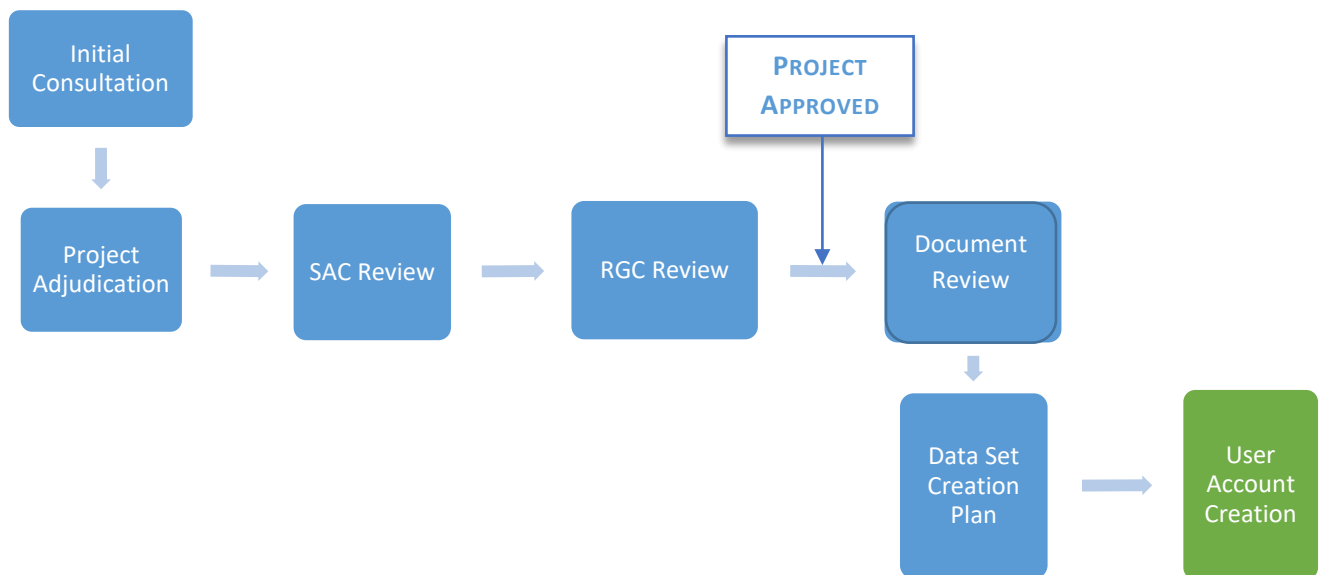 Initial
Consultation
PROJECT
APPROVED
Project
Adjudication
SAC Review
RGC Review
Document
Review
Data Set
Creation
Plan
User
Account
Creation